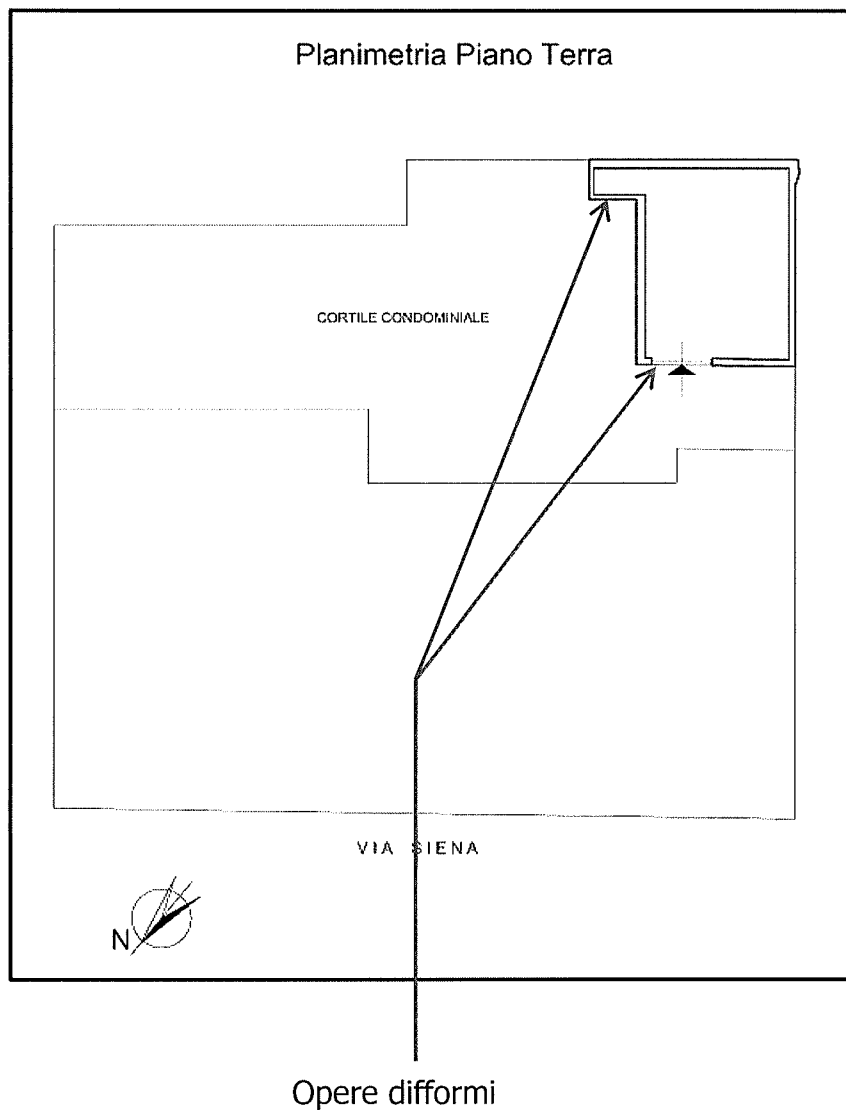 Planimetria Piano Terra
CORTILE CONDOMINIALE
VIA SIENA
N
Opere difformi